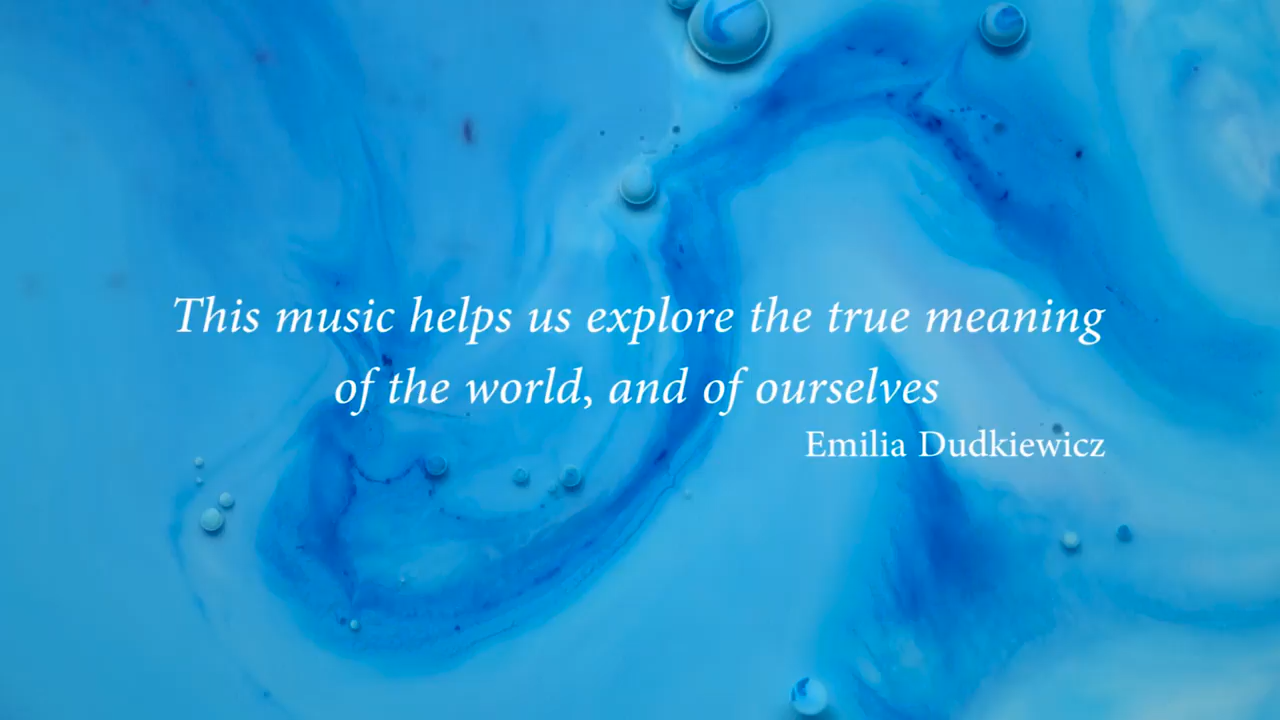 This music helps us explore the true meaning
of the world, and of ourselves
Emilia Dudkiewicz